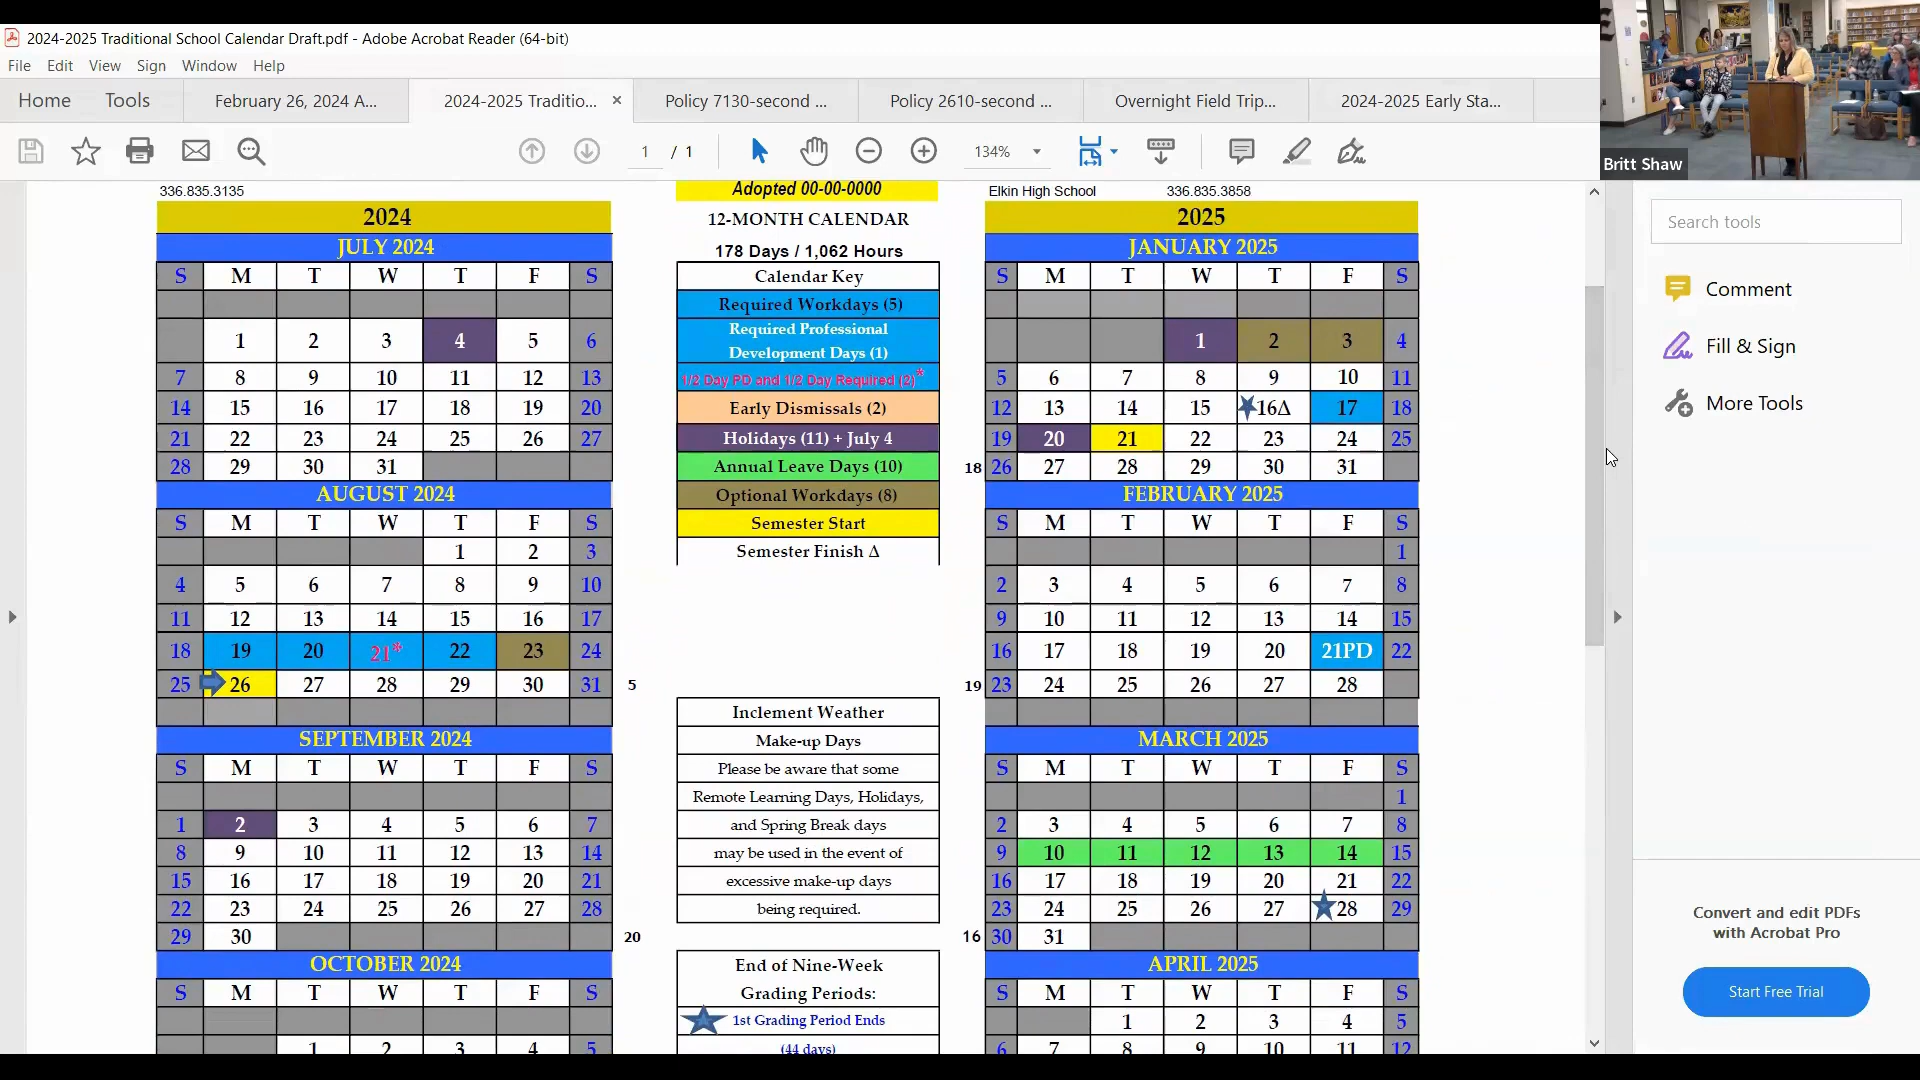 2024-2025 Traditional School Calendar Draft.pdf - Adobe Acrobat Reader (64-bit)
File Edit View Sign Window Help
Home Tools February 26, 2024 A... 2024-2025 Traditio... × Policy 7130-second ... Policy 2610-second ... Overnight Field Trip... 2024-2025 Early Sta...
1 / 1 134%
Britt Shaw
336.835.3135 Adopted 00-00-0000 Elkin High School 336.835.3858
2024
JULY 2024
S M T W T F S
1 2 3 4 5 6
7 8 9 10 11 12 13
14 15 16 17 18 19 20
21 22 23 24 25 26 27
28 29 30 31
AUGUST 2024
S M T W T F S
1 2 3
4 5 6 7 8 9 10
11 12 13 14 15 16 17
18 19 20 21* 22 23 24
25 26 27 28 29 30 31 5
SEPTEMBER 2024
S M T W T F S
1 2 3 4 5 6 7
8 9 10 11 12 13 14
15 16 17 18 19 20 21
22 23 24 25 26 27 28
29 30 20
OCTOBER 2024
S M T W T F S
1 2 3 4 5
12-MONTH CALENDAR
178 Days / 1,062 Hours
Calendar Key
Required Workdays (5)
Required Professional
Development Days (1)
1/2 Day PD and 1/2 Day Required (2)*
Early Dismissals (2)
Holidays (11) + July 4
Annual Leave Days (10)
Optional Workdays (8)
Semester Start
Semester Finish Δ
Inclement Weather
Make-up Days
Please be aware that some
Remote Learning Days, Holidays,
and Spring Break days
may be used in the event of
excessive make-up days
being required.
End of Nine-Week
Grading Periods:
1st Grading Period Ends
(44 days)
2025
JANUARY 2025
S M T W T F S
1 2 3 4
5 6 7 8 9 10 11
12 13 14 15 16Δ 17 18
19 20 21 22 23 24 25
18 26 27 28 29 30 31
FEBRUARY 2025
S M T W T F S
1
2 3 4 5 6 7 8
9 10 11 12 13 14 15
16 17 18 19 20 21PD 22
19 23 24 25 26 27 28
MARCH 2025
S M T W T F S
1
2 3 4 5 6 7 8
9 10 11 12 13 14 15
16 17 18 19 20 21 22
23 24 25 26 27 28 29
16 30 31
APRIL 2025
S M T W T F S
1 2 3 4 5
6 7 8 9 10 11 12
Search tools
Comment
Fill & Sign
More Tools
Convert and edit PDFs
with Acrobat Pro
Start Free Trial